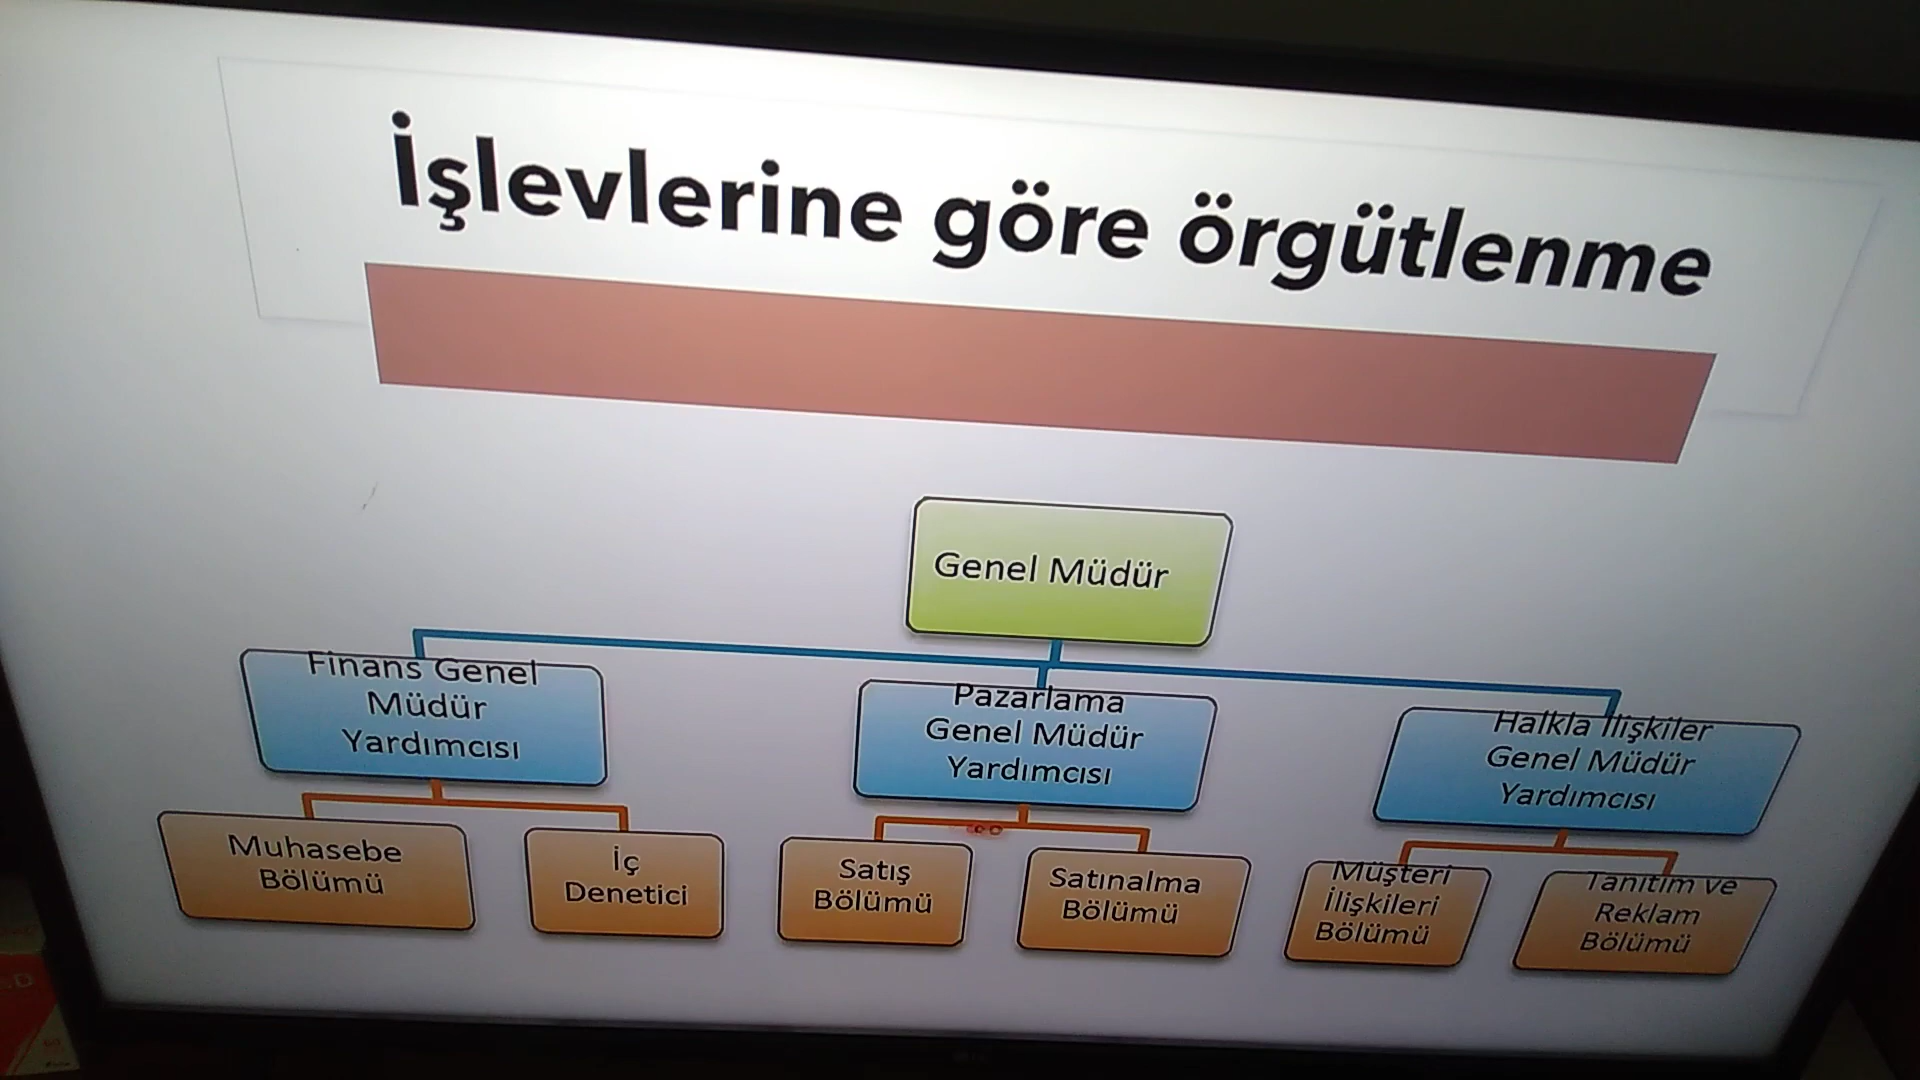 İşlevlerine göre örgütlenme
Genel Müdür
Finans Genel
Müdür
Yardımcısı
Pazarlama
Genel Müdür
Yardımcısı
Halkla İlişkiler
Genel Müdür
Yardımcısı
Muhasebe
Bölümü
İç
Denetici
Satış
Bölümü
Satınalma
Bölümü
Müşteri
İlişkileri
Bölümü
Tanıtım ve
Reklam
Bölümü